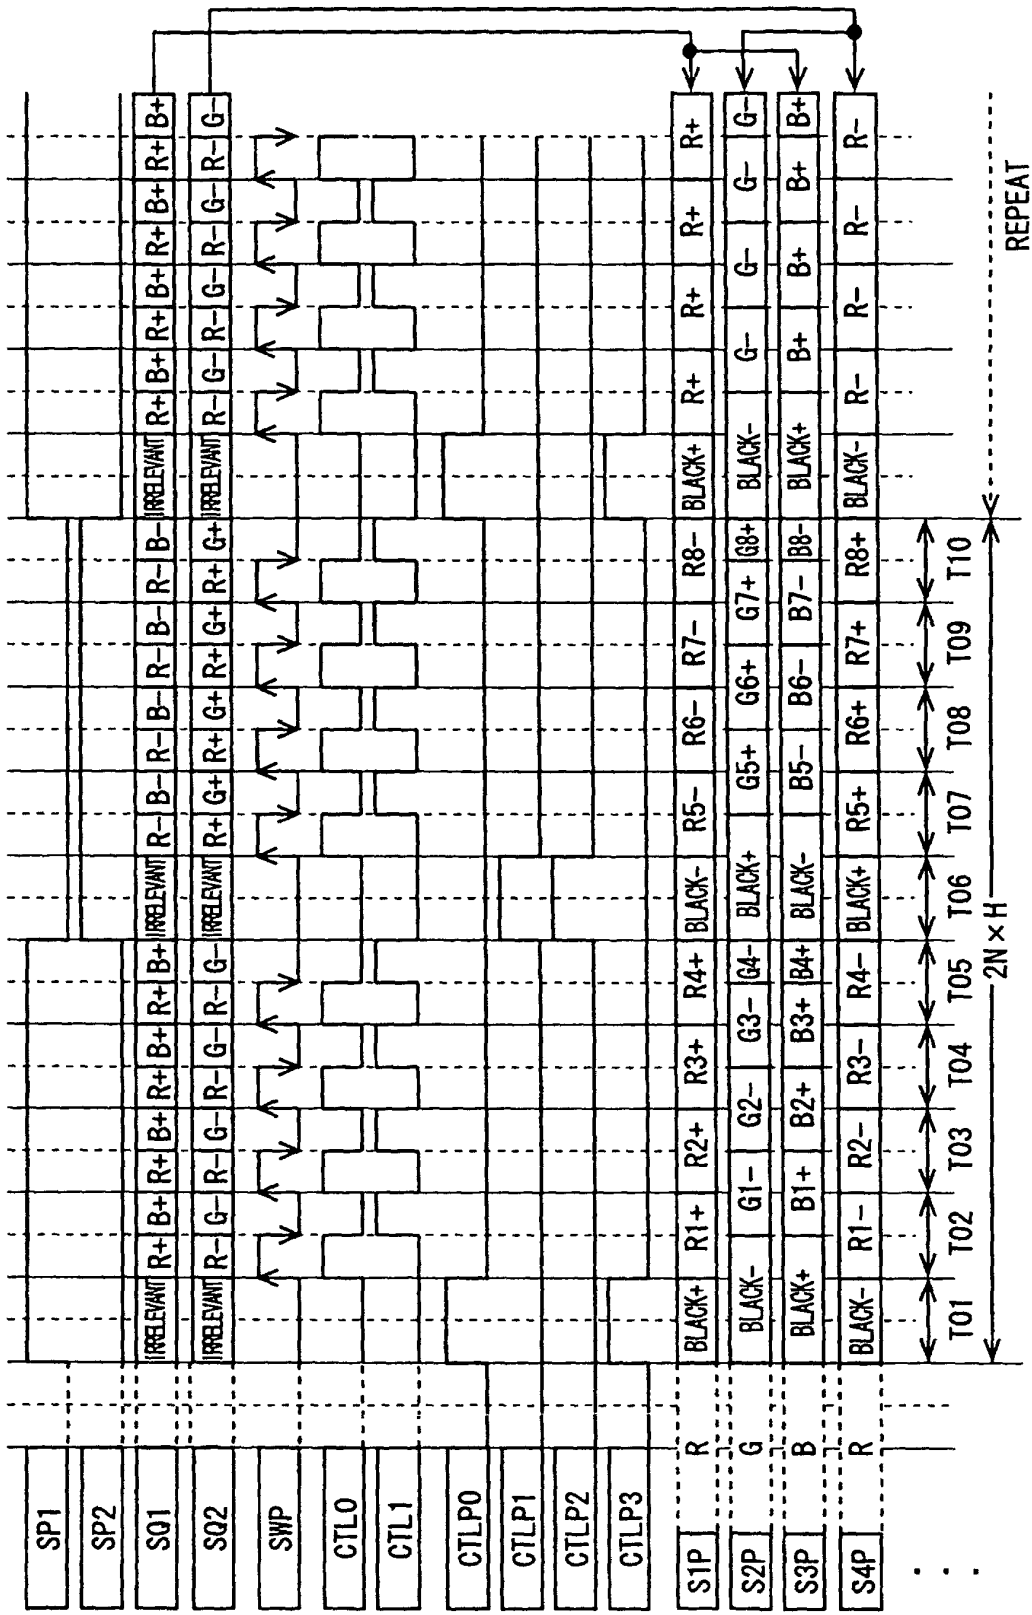 SP1
SP2
SQ1 IRRELEVANT R+ B+ R+ B+ R+ B+ R+ B+ IRRELEVANT R− B− R− B− R− B− R− B− IRRELEVANT R+ B+ R+ B+ R+ B+ R+ B+
SQ2 IRRELEVANT R− G− R− G− R− G− R− G− IRRELEVANT R+ G+ R+ G+ R+ G+ R+ G+ IRRELEVANT R− G− R− G− R− G− R− G−
SWP
CTL0
CTL1
CTLP0
CTLP1
CTLP2
CTLP3
S1P R BLACK+ R1+ R2+ R3+ R4+ BLACK− R5− R6− R7− R8− BLACK+ R+ R+ R+ R+
S2P G BLACK− G1− G2− G3− G4− BLACK+ G5+ G6+ G7+ G8+ BLACK− G− G− G− G−
S3P B BLACK+ B1+ B2+ B3+ B4+ BLACK− B5− B6− B7− B8− BLACK+ B+ B+ B+ B+
S4P R BLACK− R1− R2− R3− R4− BLACK+ R5+ R6+ R7+ R8+ BLACK− R− R− R− R−
. . .
T01 T02 T03 T04 T05 T06 T07 T08 T09 T10
2N×H
REPEAT